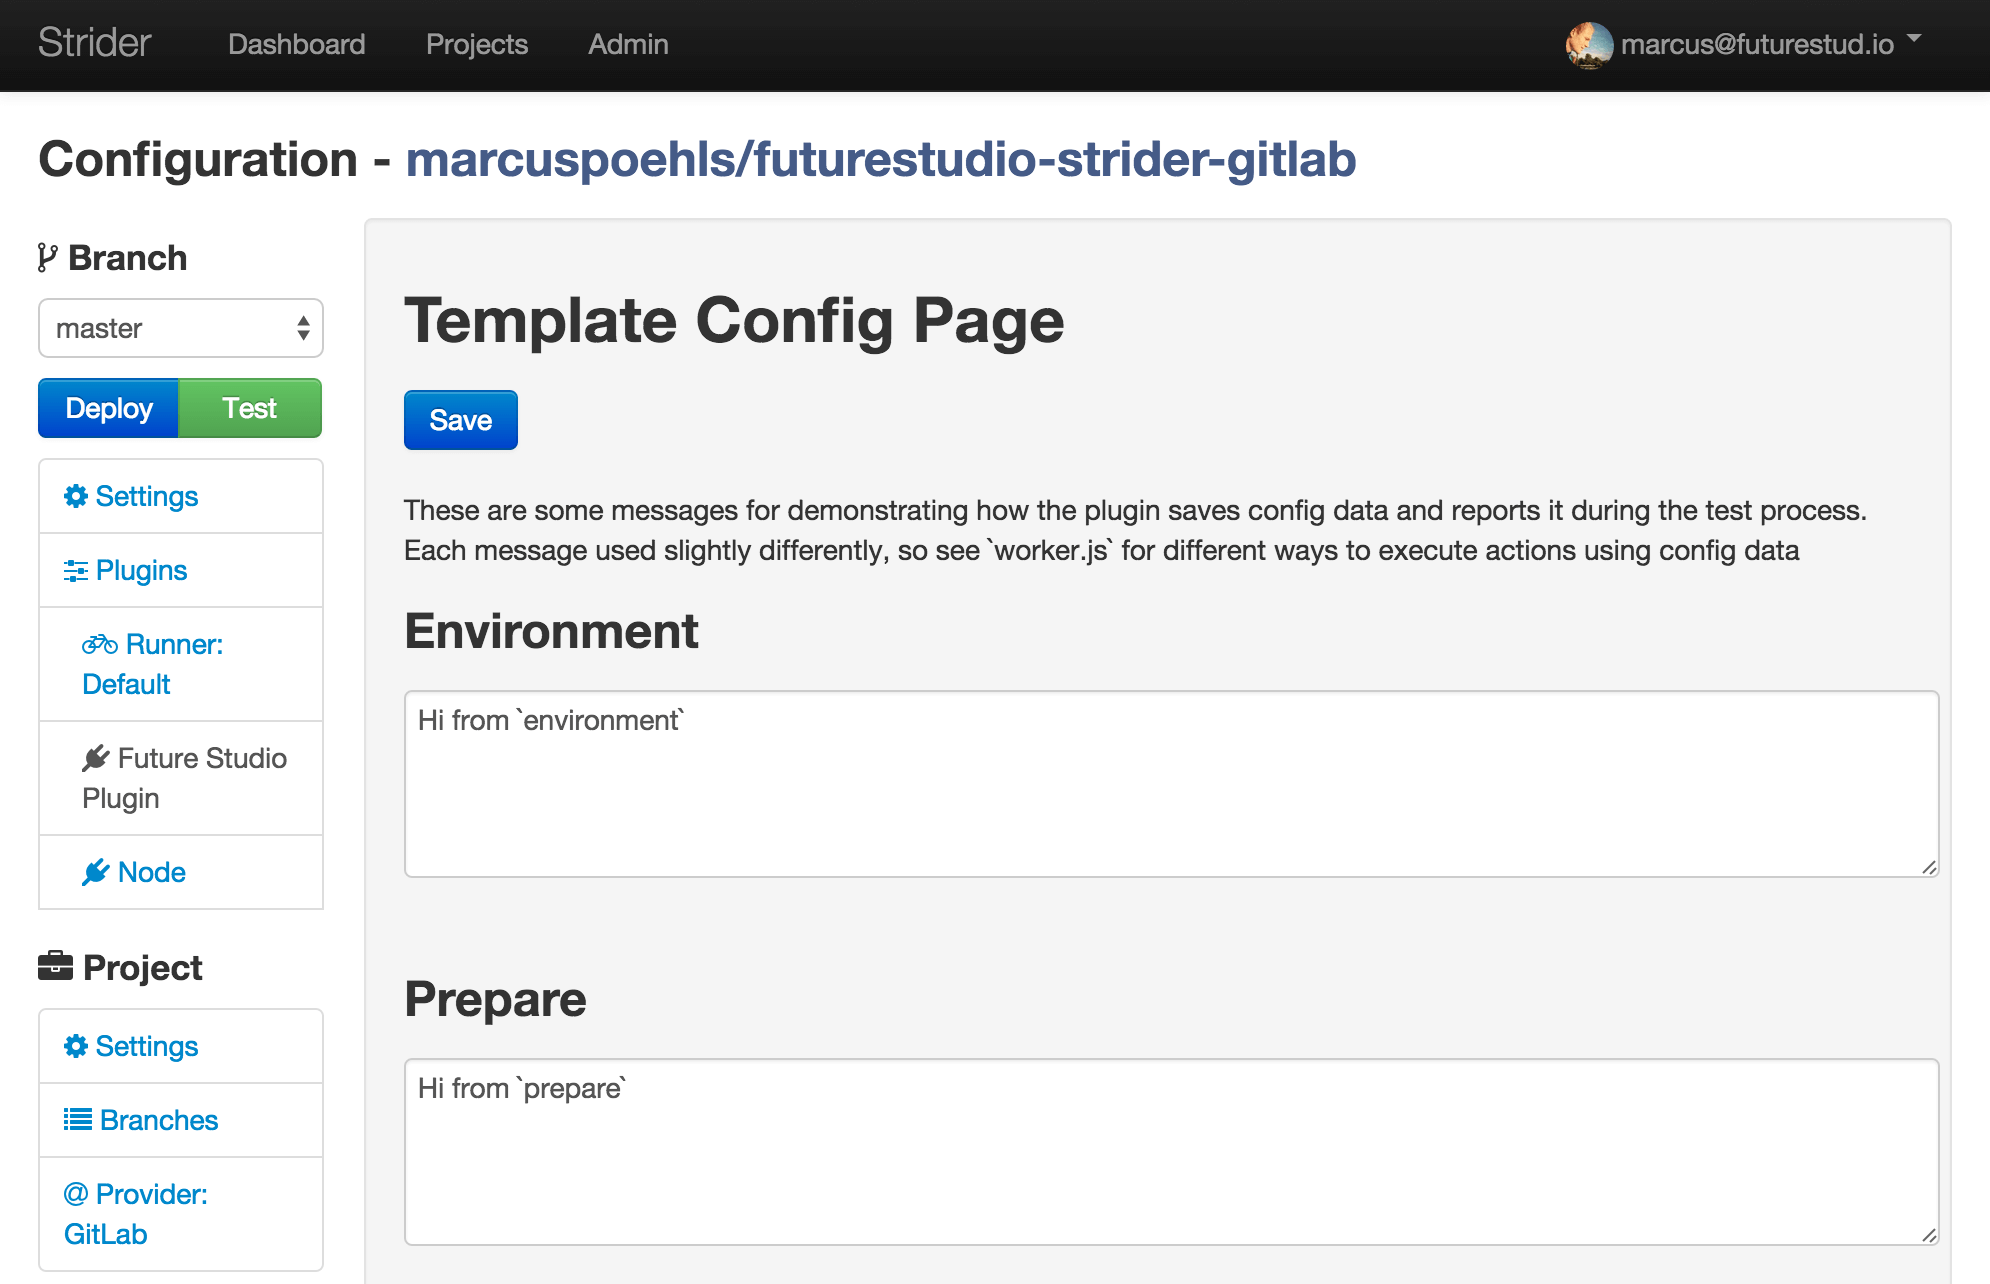 Strider
Dashboard
Projects
Admin
marcus@futurestud.io
Configuration - marcuspoehls/futurestudio-strider-gitlab
Branch
master
Deploy
Test
Settings
Plugins
Runner:
Default
Future Studio
Plugin
Node
Project
Settings
Branches
@ Provider:
GitLab
Template Config Page
Save
These are some messages for demonstrating how the plugin saves config data and reports it during the test process.
Each message used slightly differently, so see `worker.js` for different ways to execute actions using config data
Environment
Hi from `environment`
Prepare
Hi from `prepare`